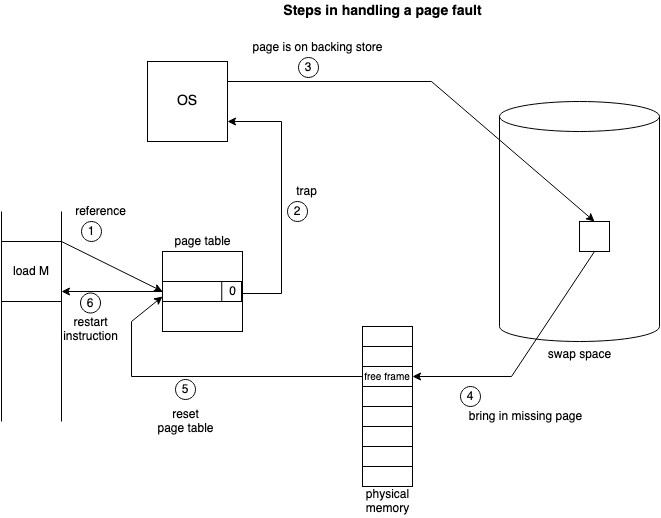 Steps in handling a page fault
page is on backing store
3
OS
trap
2
reference
1
page table
load M
0
6
restart
instruction
swap space
free frame
4
5
bring in missing page
reset
page table
physical
memory